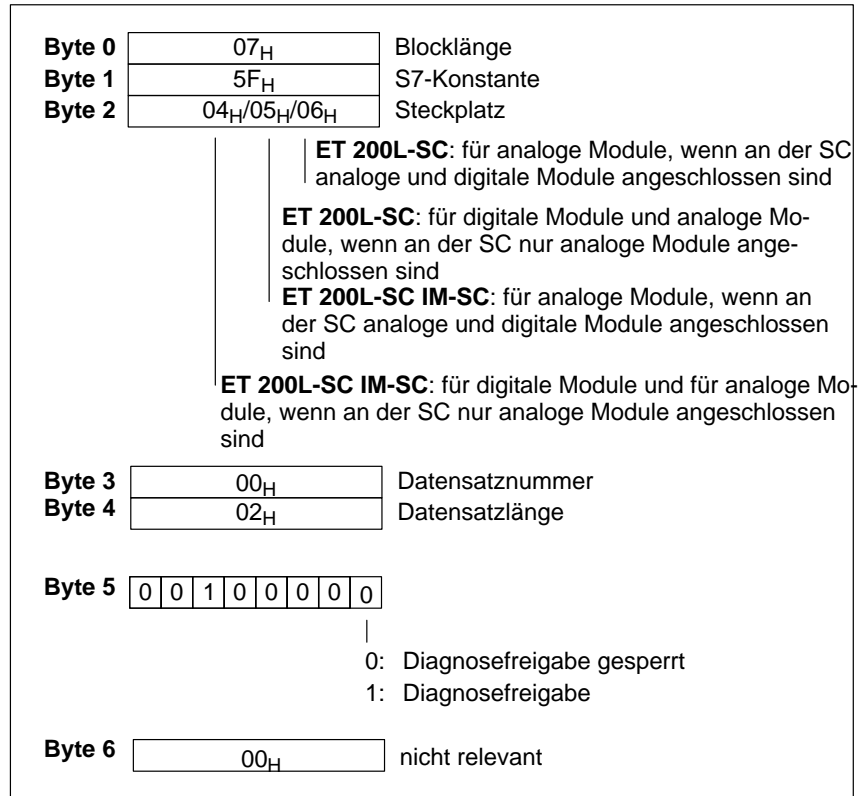 Byte 0 07H Blocklänge
Byte 1 5FH S7-Konstante
Byte 2 04H/05H/06H Steckplatz
ET 200L-SC: für analoge Module, wenn an der SC
analoge und digitale Module angeschlossen sind
ET 200L-SC: für digitale Module und analoge Mo-
dule, wenn an der SC nur analoge Module ange-
schlossen sind
ET 200L-SC IM-SC: für analoge Module, wenn an
der SC analoge und digitale Module angeschlossen
sind
ET 200L-SC IM-SC: für digitale Module und für analoge Mo-
dule, wenn an der SC nur analoge Module angeschlossen
sind
Byte 3 00H Datensatznummer
Byte 4 02H Datensatzlänge
Byte 5 0 0 1 0 0 0 0 0
0: Diagnosefreigabe gesperrt
1: Diagnosefreigabe
Byte 6 00H nicht relevant